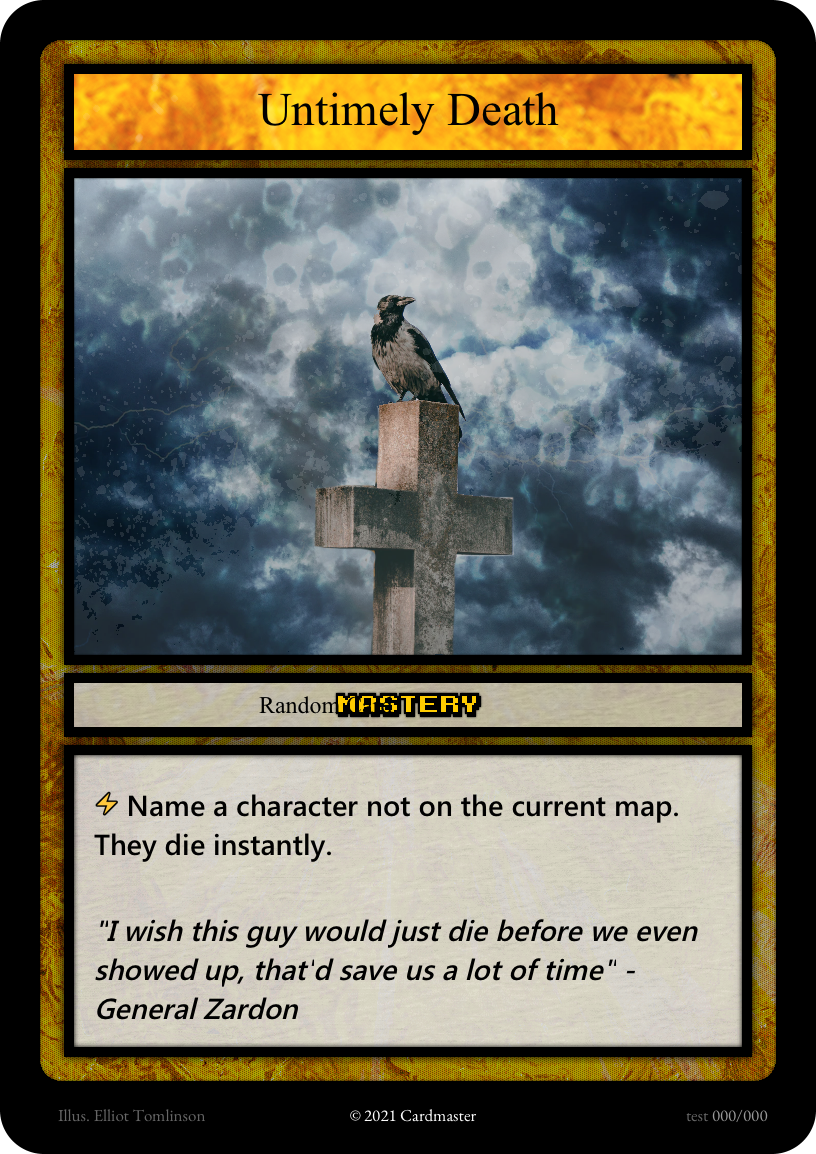 Untimely Death
Random MASTERY
⚡ Name a character not on the current map.
They die instantly.
"I wish this guy would just die before we even
showed up, that'd save us a lot of time" -
General Zardon
Illus. Elliot Tomlinson © 2021 Cardmaster test 000/000